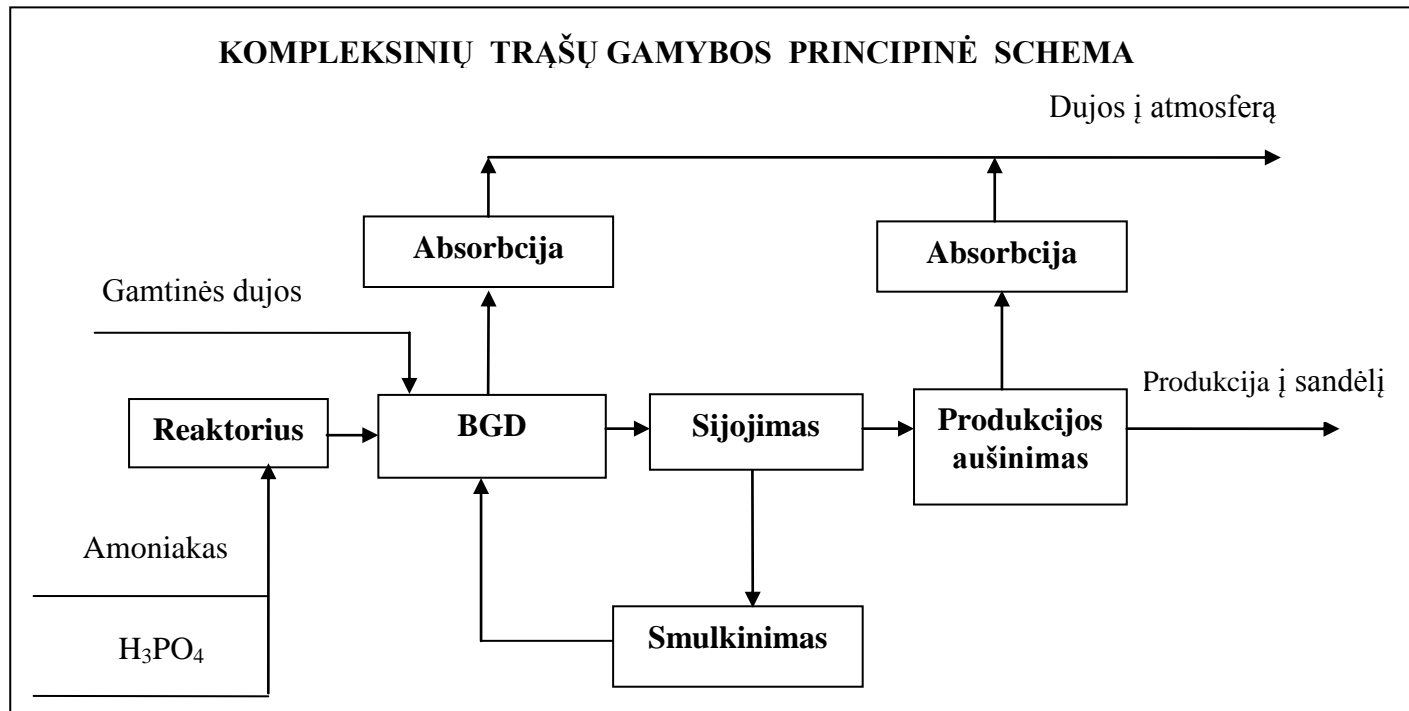 KOMPLEKSINIŲ TRĄŠŲ GAMYBOS PRINCIPINĖ SCHEMA
Dujos į atmosferą
Absorbcija
Absorbcija
Gamtinės dujos
Produkcija į sandėlį
Reaktorius
BGD
Sijojimas
Produkcijos
aušinimas
Amoniakas
Smulkinimas
H₃PO₄